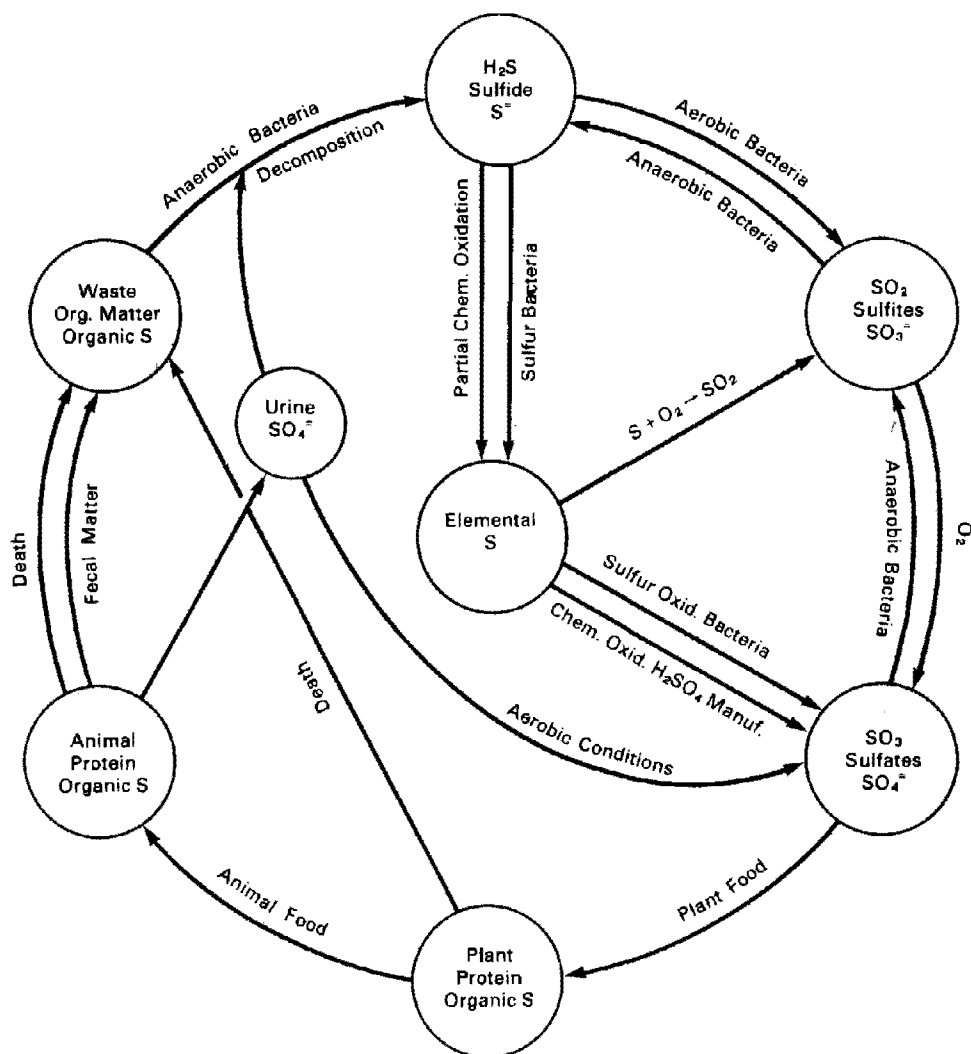 H₂S
Sulfide
S⁼
Anaerobic Bacteria
Decomposition
Aerobic Bacteria
Anaerobic Bacteria
Partial Chem. Oxidation
Sulfur Bacteria
Waste
Org. Matter
Organic S
SO₂
Sulfites
SO₃⁼
Urine
SO₄⁼
S + O₂ → SO₂
Elemental
S
Death
Fecal Matter
Anaerobic Bacteria
O₂
Sulfur Oxid. Bacteria
Chem. Oxid. H₂SO₄ Manuf.
Death
Aerobic Conditions
Animal
Protein
Organic S
SO₃
Sulfates
SO₄⁼
Animal Food
Plant Food
Plant
Protein
Organic S